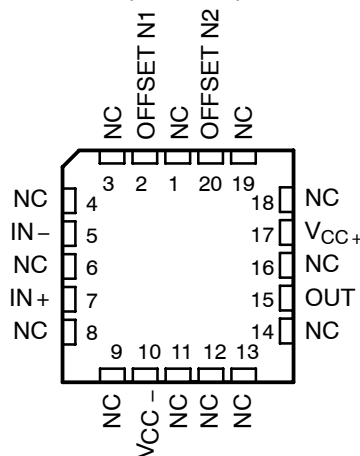 NC
OFFSET N1
NC
OFFSET N2
NC
3 2 1 20 19
NC 4
IN− 5
NC 6
IN+ 7
NC 8
18 NC
17 VCC+
16 NC
15 OUT
14 NC
9 10 11 12 13
NC
VCC−
NC
NC
NC